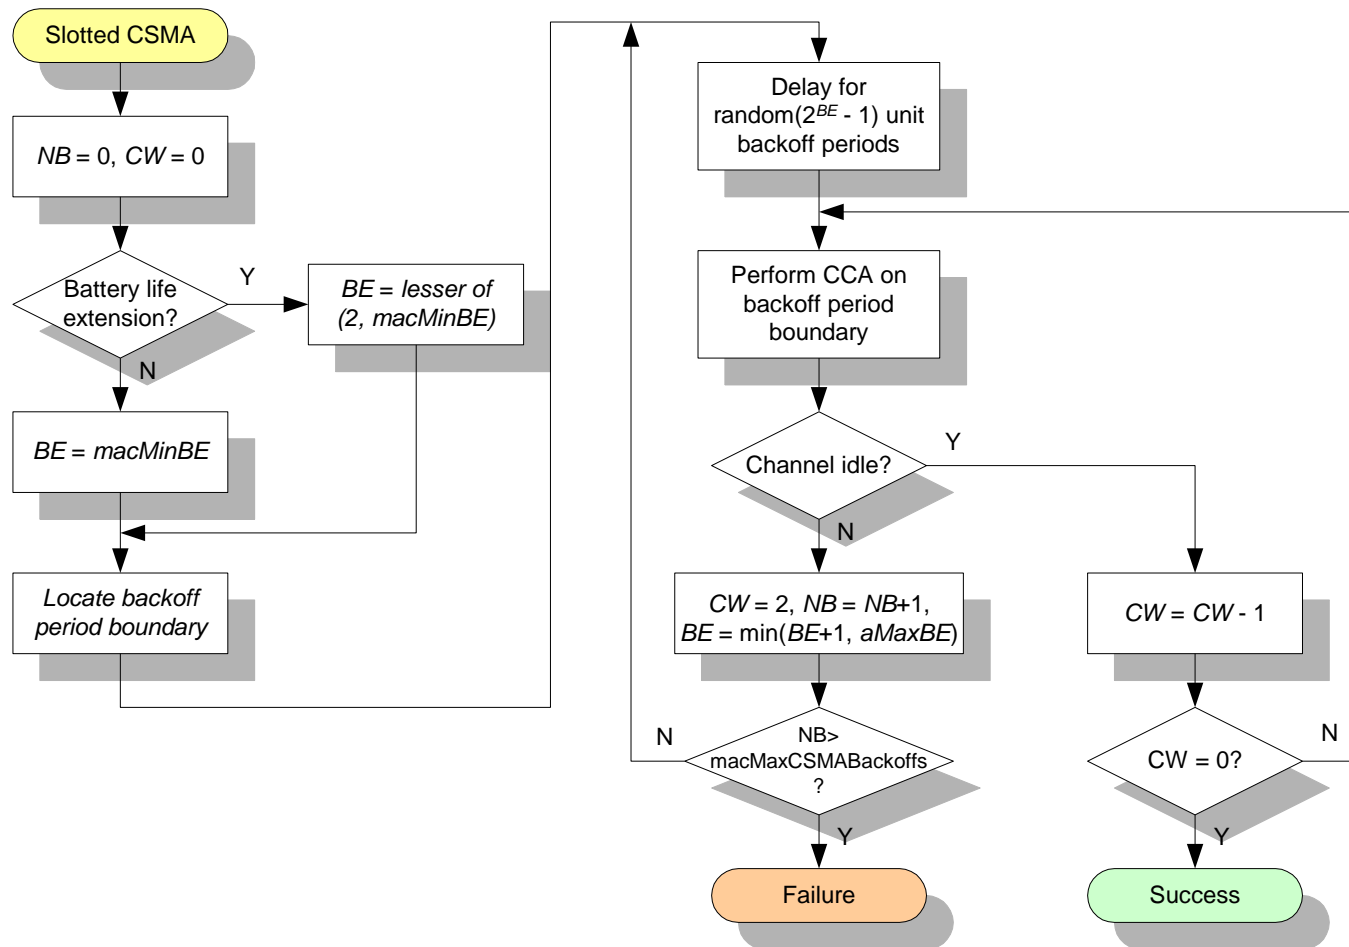 Slotted CSMA
NB = 0, CW = 0
Battery life
extension?
Y
N
BE = lesser of
(2, macMinBE)
BE = macMinBE
Locate backoff
period boundary
Delay for
random(2^BE - 1) unit
backoff periods
Perform CCA on
backoff period
boundary
Channel idle?
Y
N
CW = 2, NB = NB+1,
BE = min(BE+1, aMaxBE)
CW = CW - 1
NB>
macMaxCSMABackoffs
?
N
Y
CW = 0?
N
Y
Failure
Success